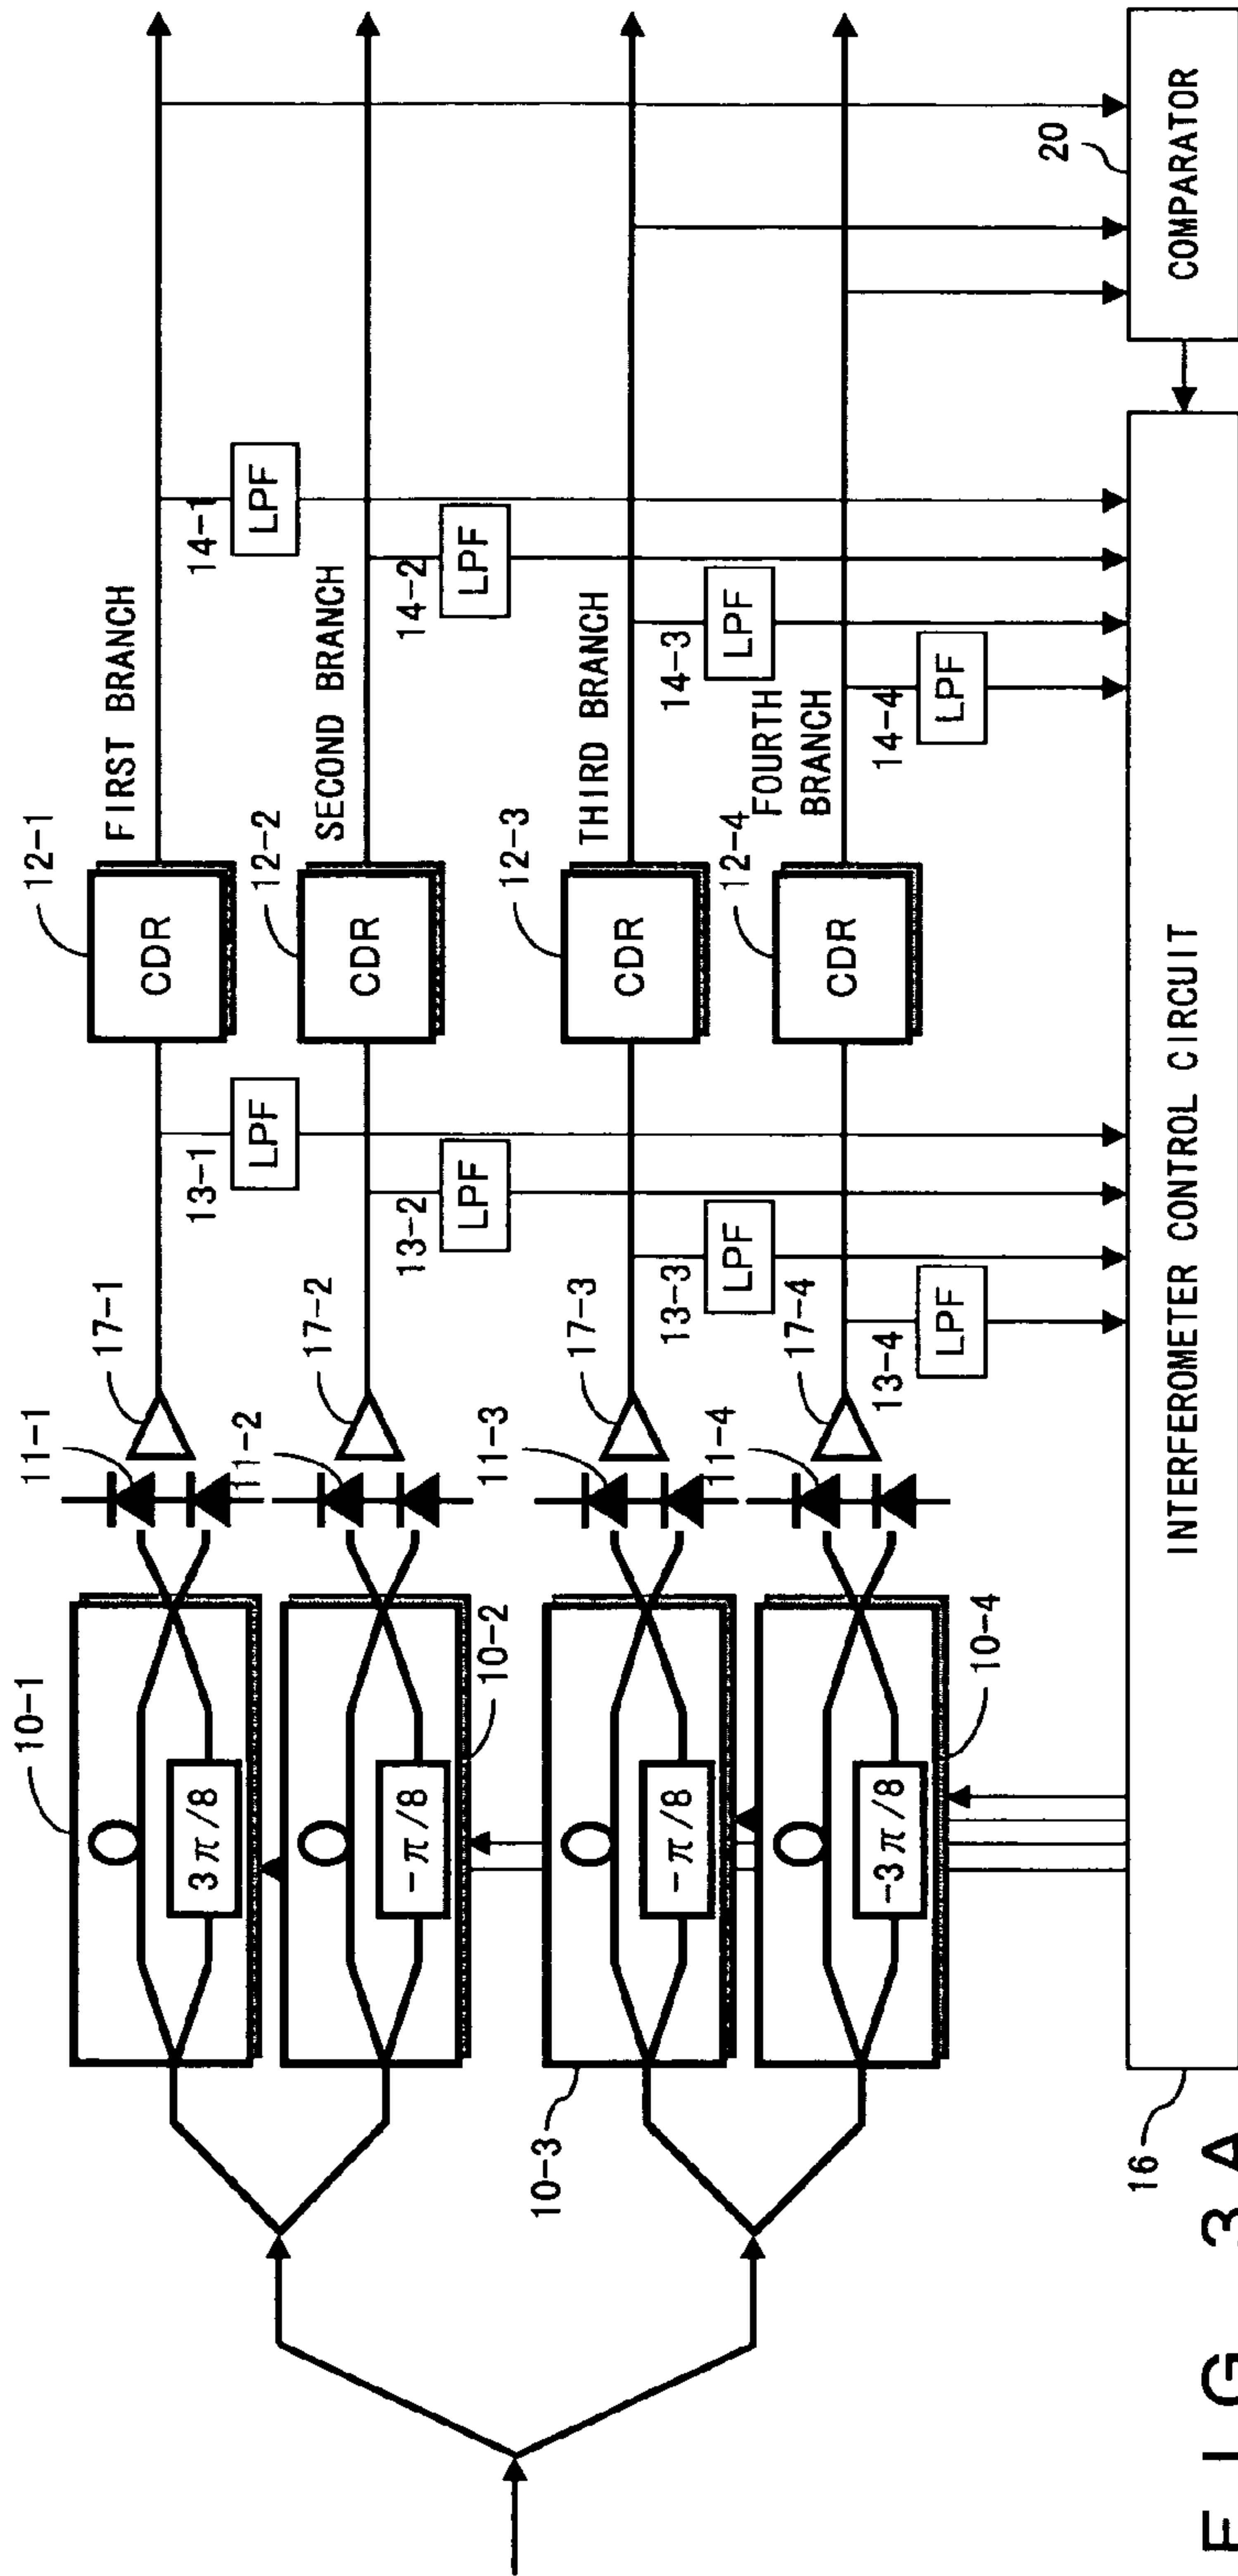 10-1
3π/8
-π/8
10-2
-π/8
10-3
-3π/8
10-4
11-1
11-2
11-3
11-4
17-1
17-2
17-3
17-4
13-1
LPF
13-2
LPF
13-3
LPF
13-4
LPF
12-1
CDR
12-2
CDR
12-3
CDR
12-4
CDR
FIRST BRANCH
SECOND BRANCH
THIRD BRANCH
FOURTH
BRANCH
14-1
LPF
14-2
LPF
14-3
LPF
14-4
LPF
16
INTERFEROMETER CONTROL CIRCUIT
20
COMPARATOR
FIG. 3A